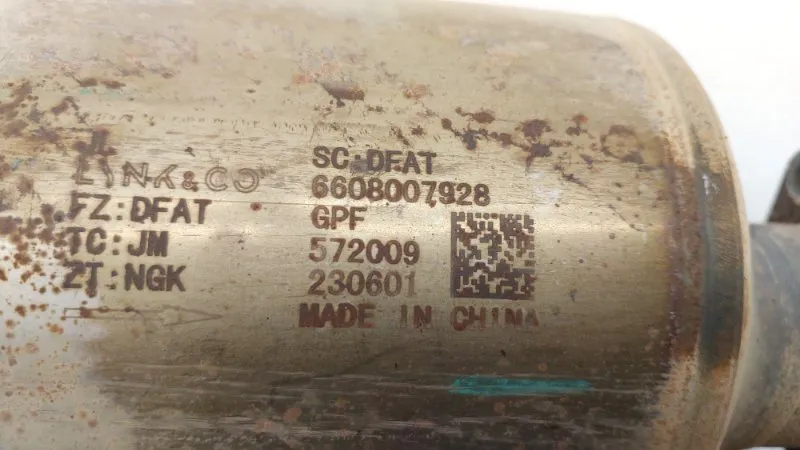 LYNK&CO
FZ:DFAT
TC:JM
ZT:NGK
SC:DFAT
6608007928
GPF
572009
230601
MADE IN CHINA